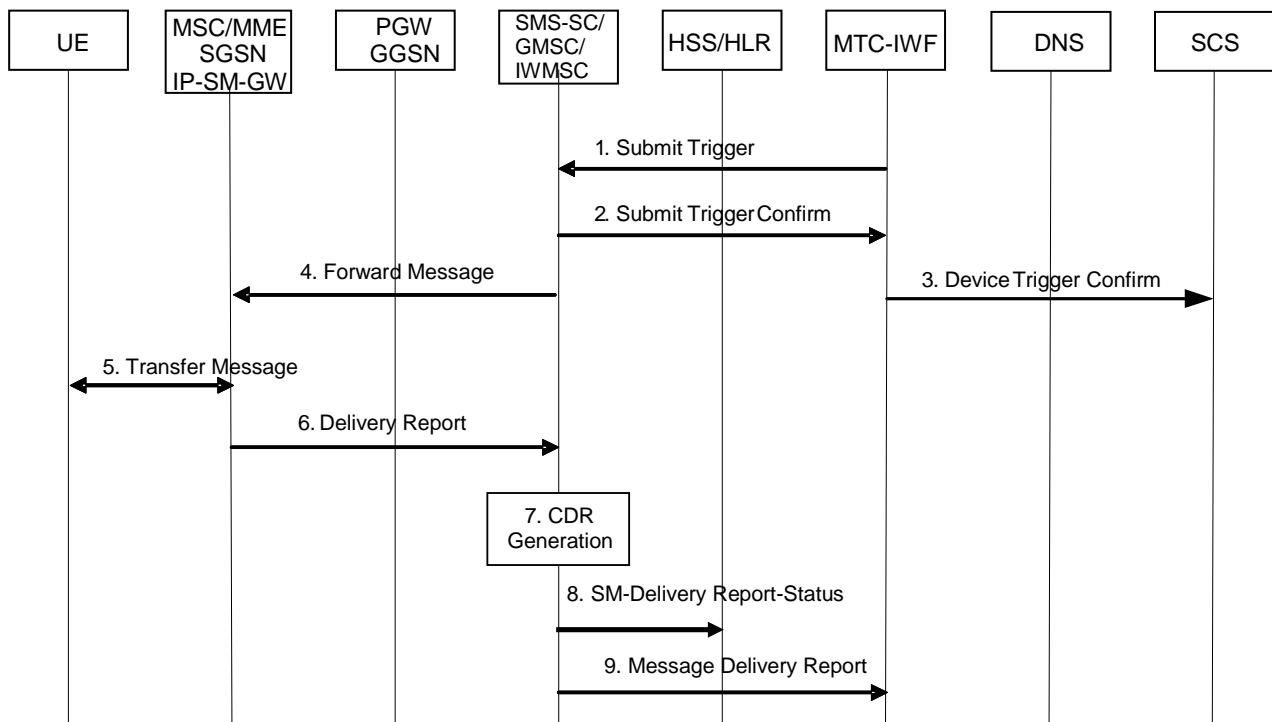 UE
MSC/MME
SGSN
IP-SM-GW
PGW
GGSN
SMS-SC/
GMSC/
IWMSC
HSS/HLR
MTC-IWF
DNS
SCS
1. Submit Trigger
2. Submit Trigger Confirm
4. Forward Message
3. Device Trigger Confirm
5. Transfer Message
6. Delivery Report
7. CDR
Generation
8. SM-Delivery Report-Status
9. Message Delivery Report